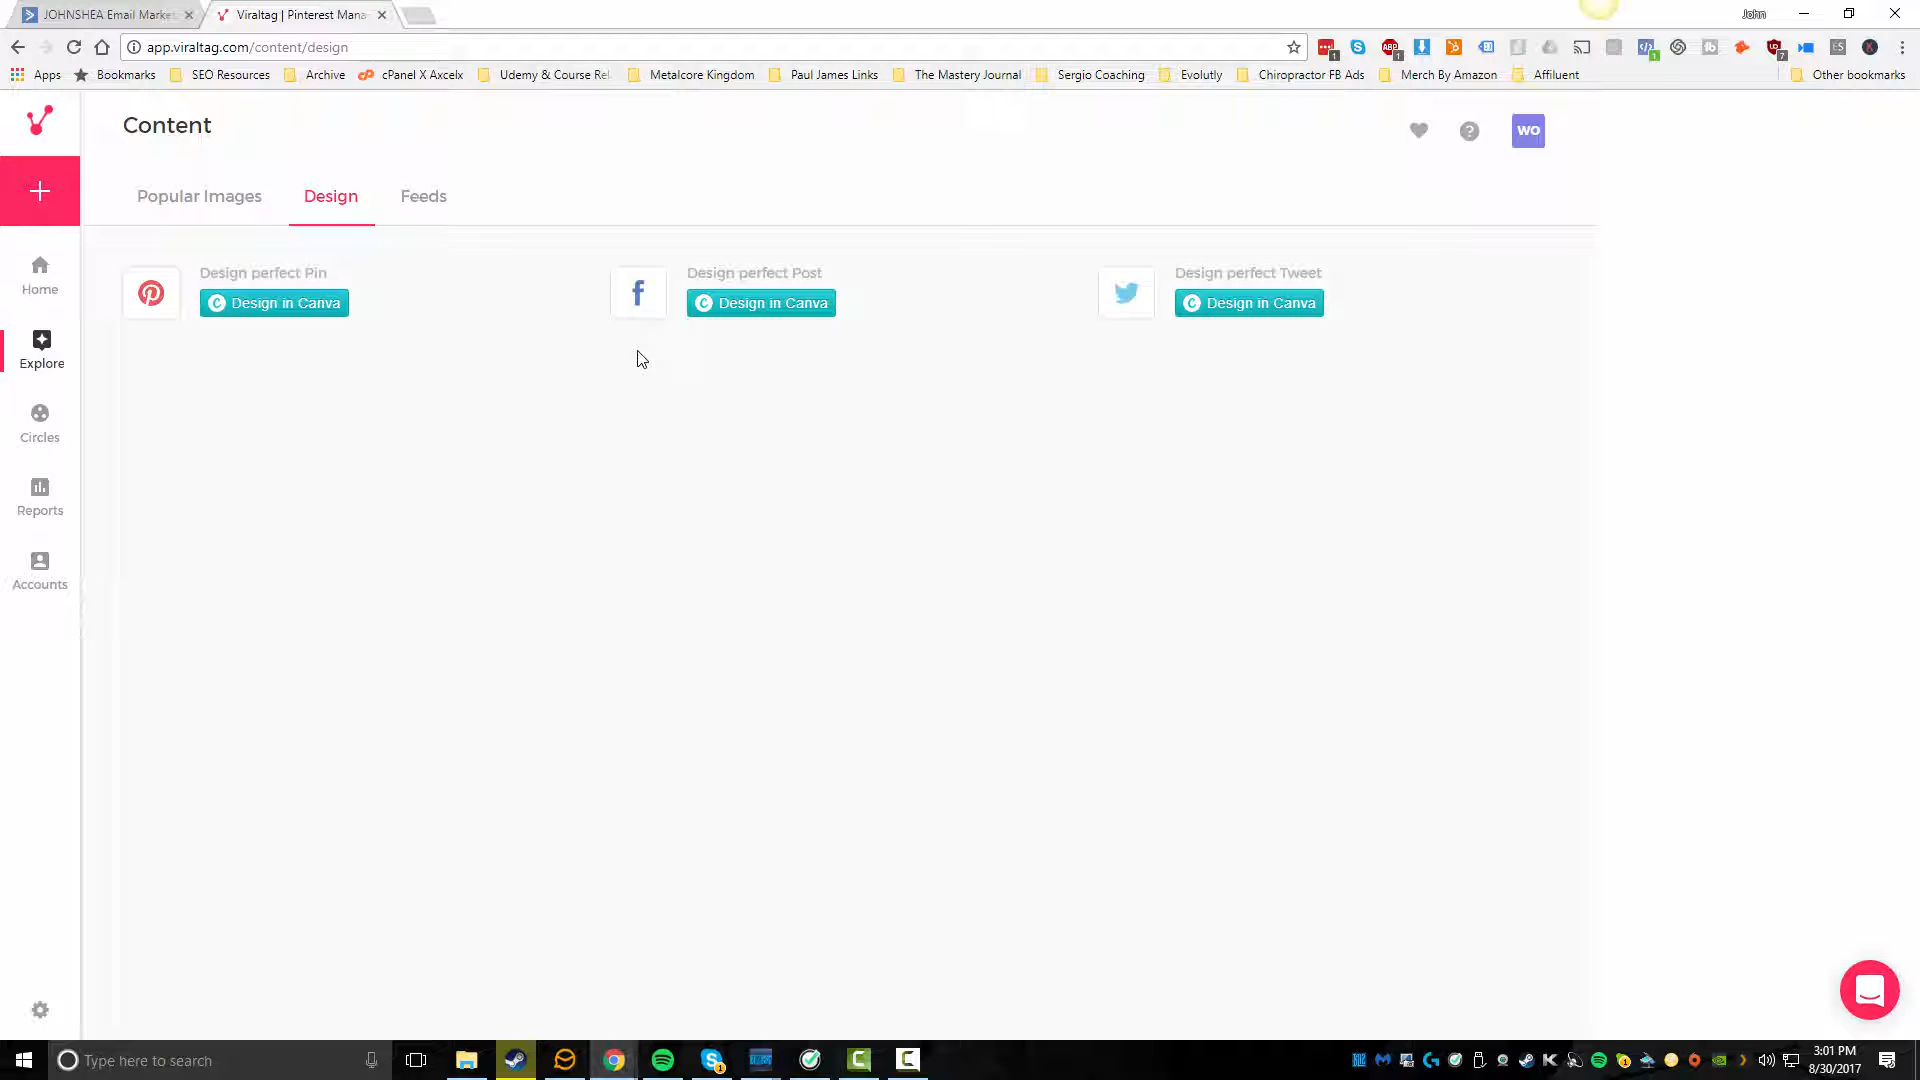 JOHNSHEA Email Market
Viraltag | Pinterest Mana
John
app.viraltag.com/content/design
Apps
Bookmarks
SEO Resources
Archive
cPanel X Axcelx
Udemy & Course Rel
Metalcore Kingdom
Paul James Links
The Mastery Journal
Sergio Coaching
Evolutly
Chiropractor FB Ads
Merch By Amazon
Affiluent
Other bookmarks
Content
WO
Popular Images
Design
Feeds
Design perfect Pin
Design in Canva
Design perfect Post
Design in Canva
Design perfect Tweet
Design in Canva
Home
Explore
Circles
Reports
Accounts
Type here to search
3:01 PM
8/30/2017